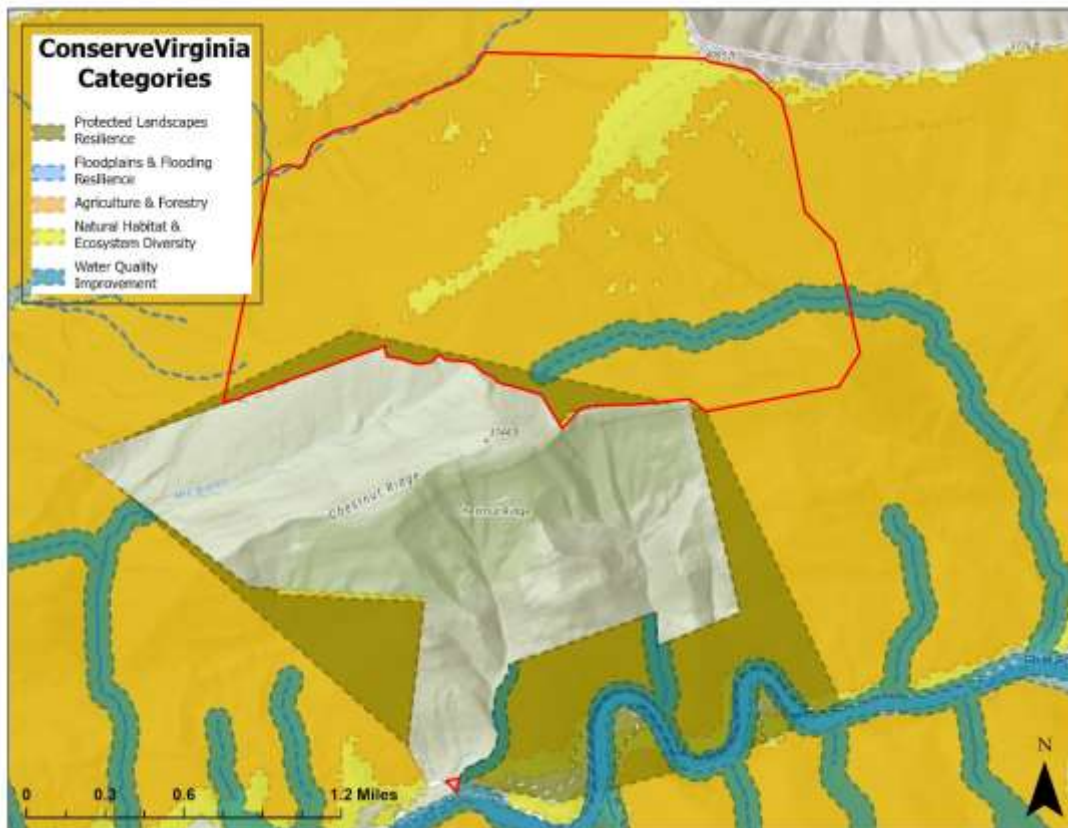 ConserveVirginia
Categories
Protected Landscapes
Resilience
Floodplains & Flooding
Resilience
Agriculture & Forestry
Natural Habitat &
Ecosystem Diversity
Water Quality
Improvement
Chestnut Ridge
N
0 0.3 0.6 1.2 Miles